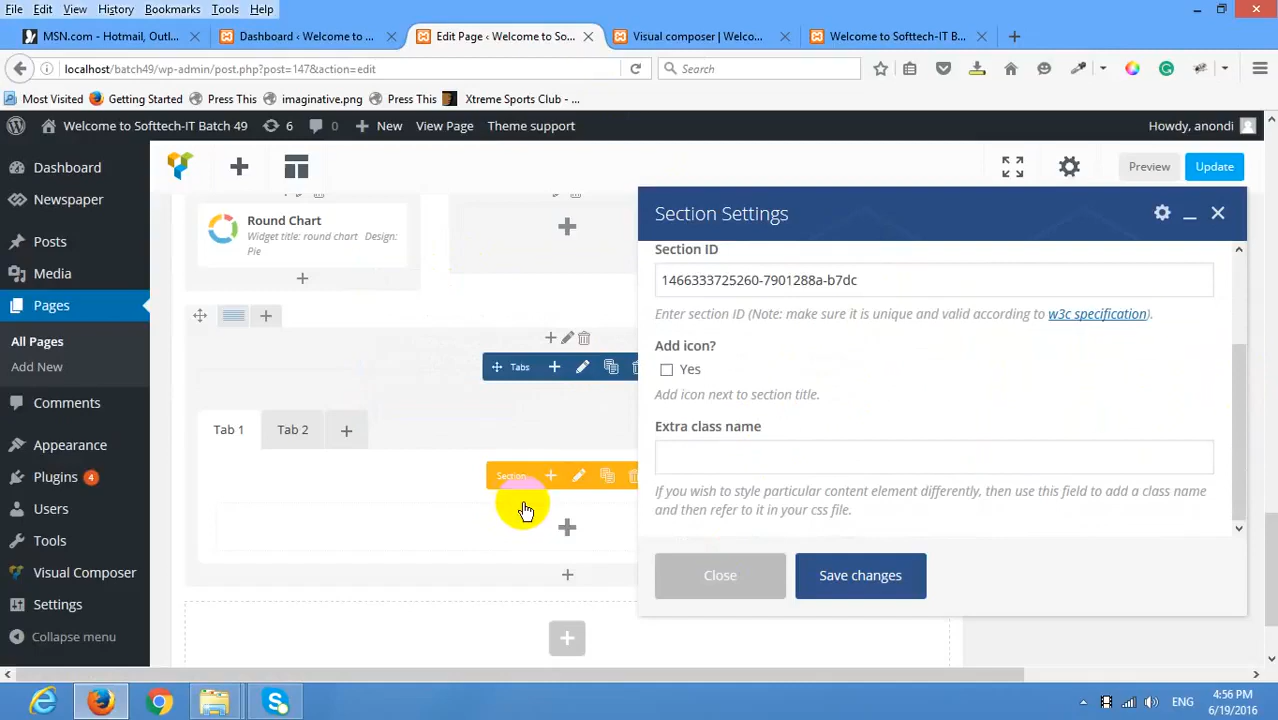 File Edit View History Bookmarks Tools Help
MSN.com - Hotmail, Outl...
Dashboard ‹ Welcome to ...
Edit Page ‹ Welcome to So...
Visual composer | Welco...
Welcome to Softtech-IT B...
localhost/batch49/wp-admin/post.php?post=147&action=edit
Search
Most Visited Getting Started Press This imaginative.png Press This Xtreme Sports Club - ...
Welcome to Softtech-IT Batch 49 6 New View Page Theme support Howdy, anondi
Dashboard
Newspaper
Posts
Media
Pages
All Pages
Add New
Comments
Appearance
Plugins 4
Users
Tools
Visual Composer
Settings
Collapse menu
Preview Update
Round Chart
Widget title: round chart Design:
Pie
Tabs
Tab 1 Tab 2
Section
Section Settings
Section ID
1466333725260-7901288a-b7dc
Enter section ID (Note: make sure it is unique and valid according to w3c specification).
Add icon?
Yes
Add icon next to section title.
Extra class name
If you wish to style particular content element differently, then use this field to add a class name
and then refer to it in your css file.
Close Save changes
ENG
4:56 PM
6/19/2016